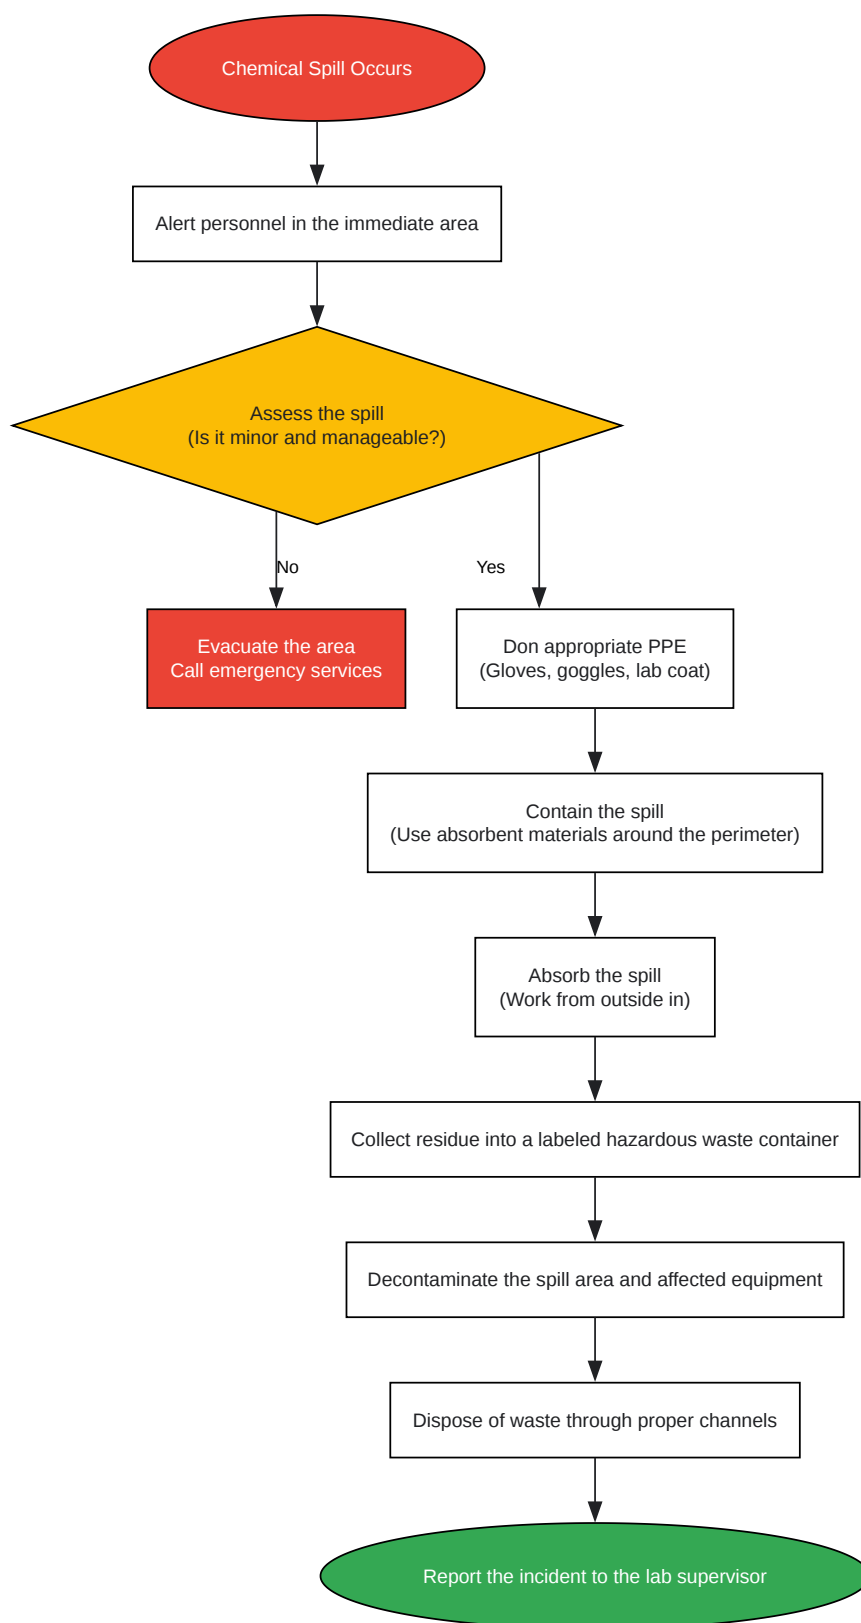 Chemical Spill Occurs
Alert personnel in the immediate area
Assess the spill
(Is it minor and manageable?)
No
Yes
Evacuate the area
Call emergency services
Don appropriate PPE
(Gloves, goggles, lab coat)
Contain the spill
(Use absorbent materials around the perimeter)
Absorb the spill
(Work from outside in)
Collect residue into a labeled hazardous waste container
Decontaminate the spill area and affected equipment
Dispose of waste through proper channels
Report the incident to the lab supervisor